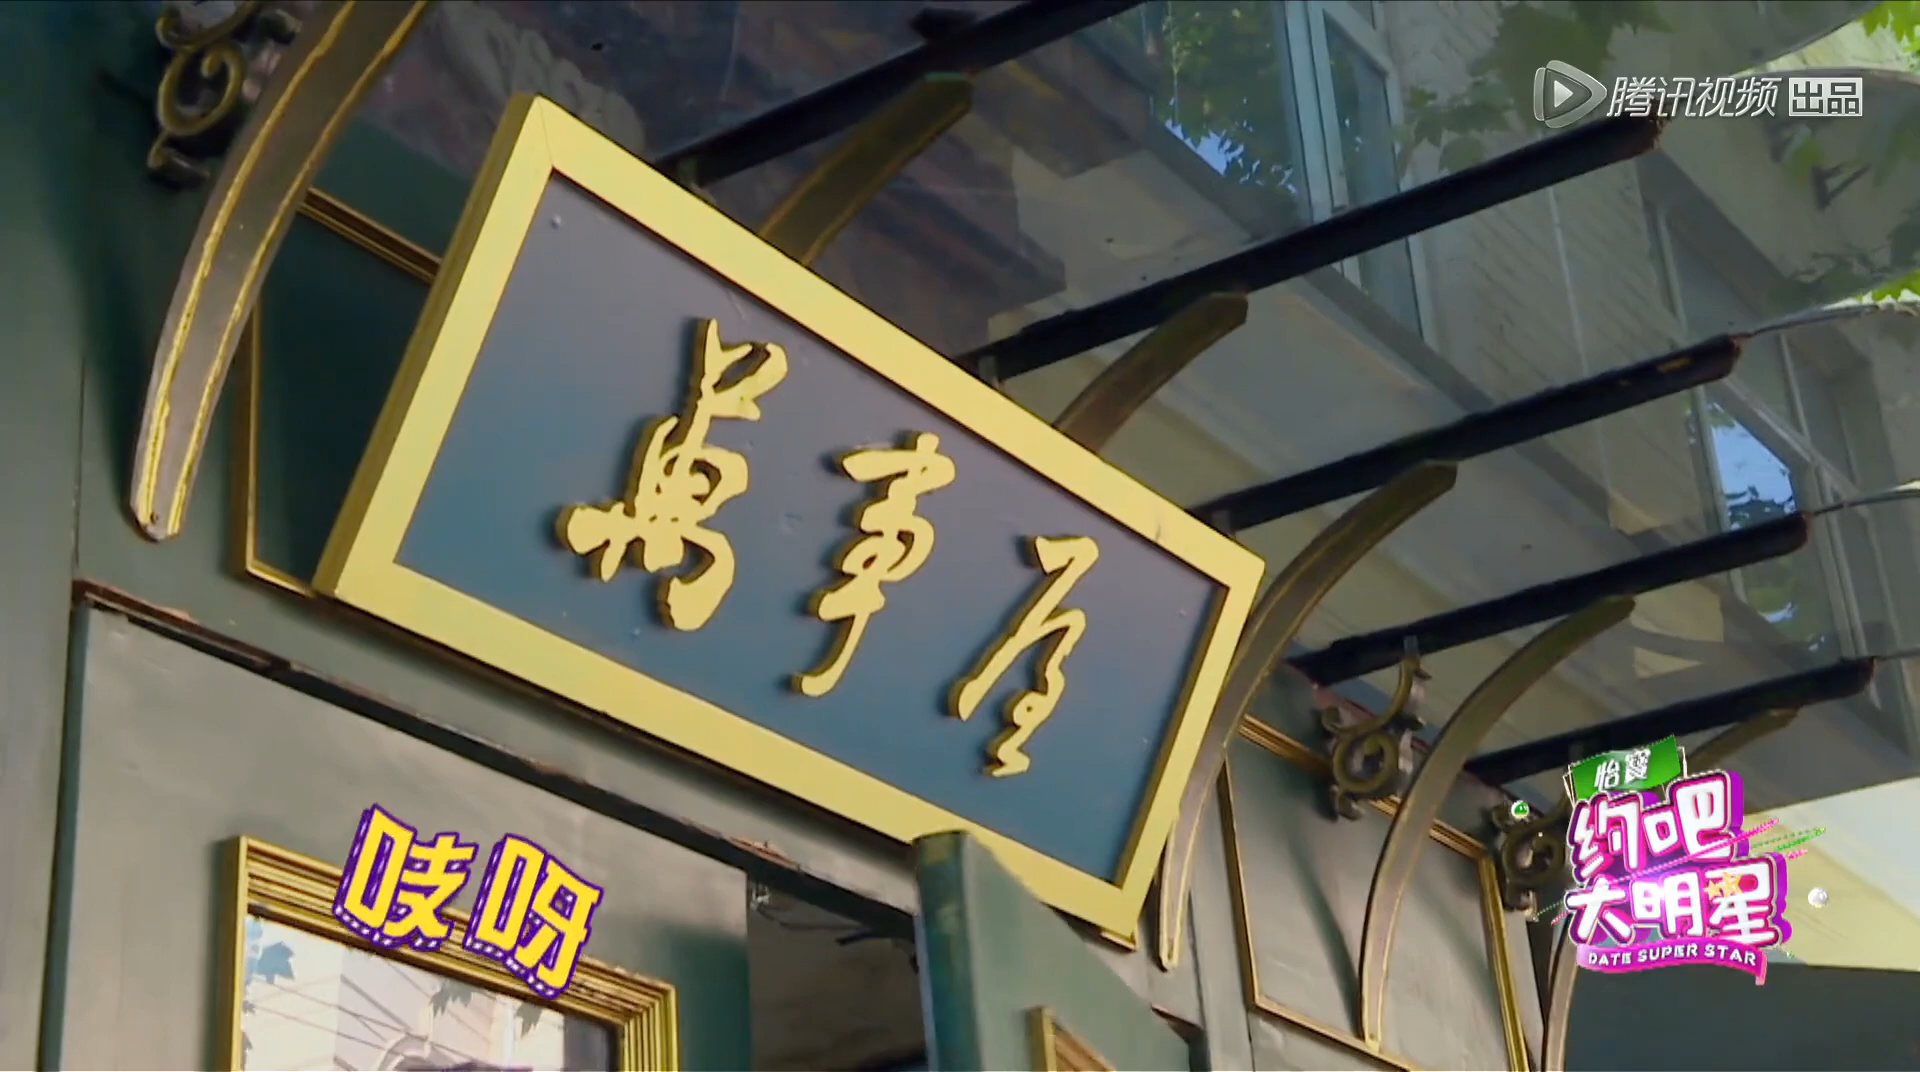 腾讯视频 出品
萬事屋
吱呀
怡寶
约吧
大明星
DATE SUPER STAR